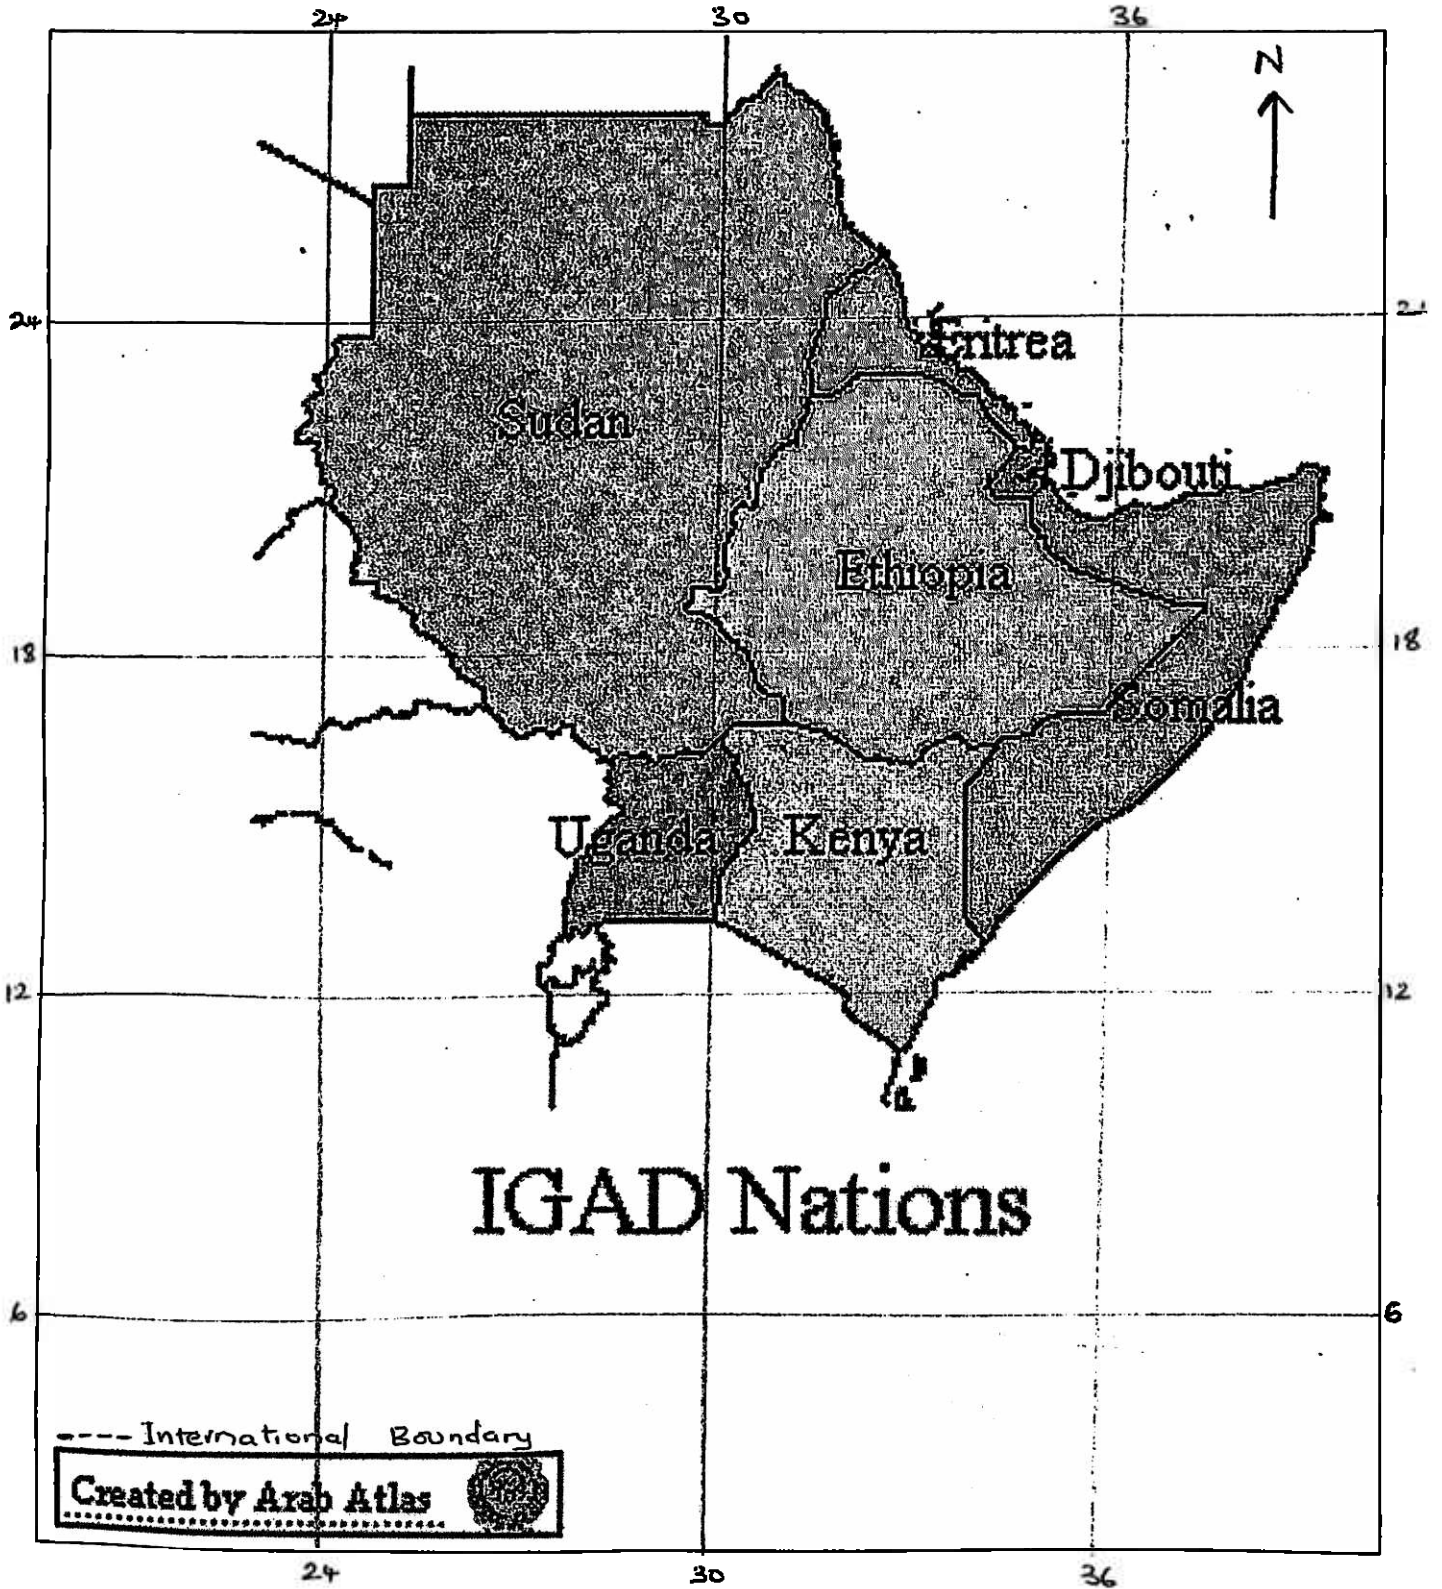 24 30 36
N
24 21
Eritrea
Sudan
Djibouti
Ethiopia
18 18
Somalia
Uganda Kenya
12 12
IGAD Nations
6 6
---- International Boundary
Created by Arab Atlas
24 30 36